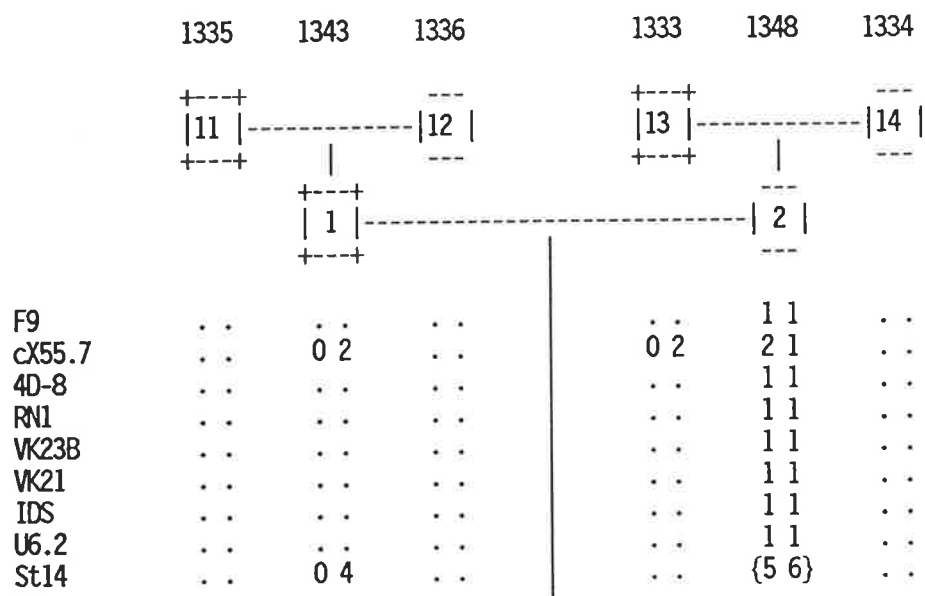 1335 1343 1336 1333 1348 1334
11 12 13 14
1 2
F9 . . . . . . . . 1 1 . .
cX55.7 . . 0 2 . . 0 2 2 1 . .
4D-8 . . . . . . . . 1 1 . .
RN1 . . . . . . . . 1 1 . .
VK23B . . . . . . . . 1 1 . .
VK21 . . . . . . . . 1 1 . .
IDS . . . . . . . . 1 1 . .
U6.2 . . . . . . . . 1 1 . .
St14 . . 0 4 . . . . {5 6} . .